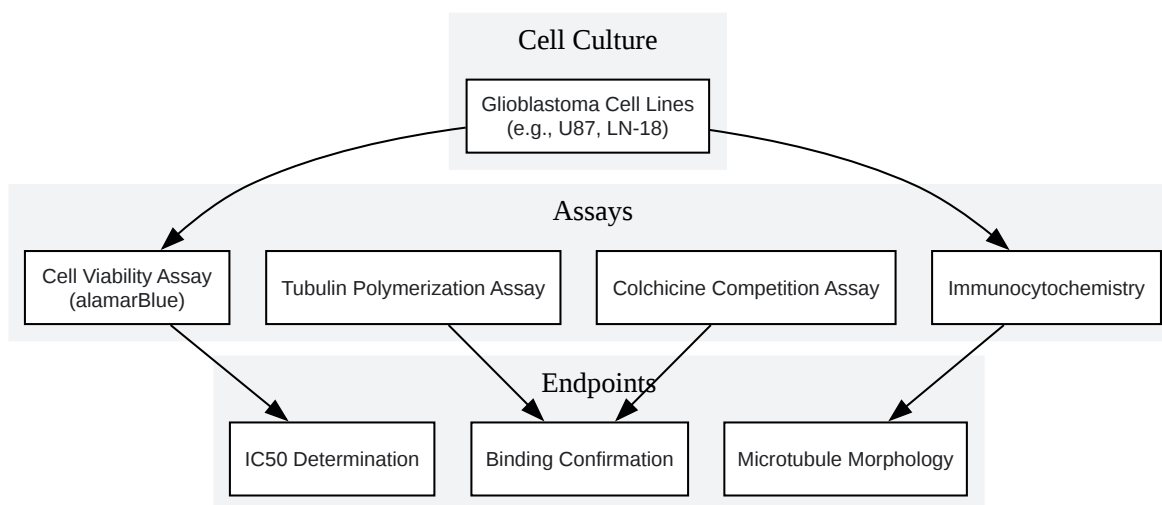 Cell Culture
Glioblastoma Cell Lines
(e.g., U87, LN-18)
Assays
Cell Viability Assay
(alamarBlue)
Tubulin Polymerization Assay
Colchicine Competition Assay
Immunocytochemistry
Endpoints
IC50 Determination
Binding Confirmation
Microtubule Morphology